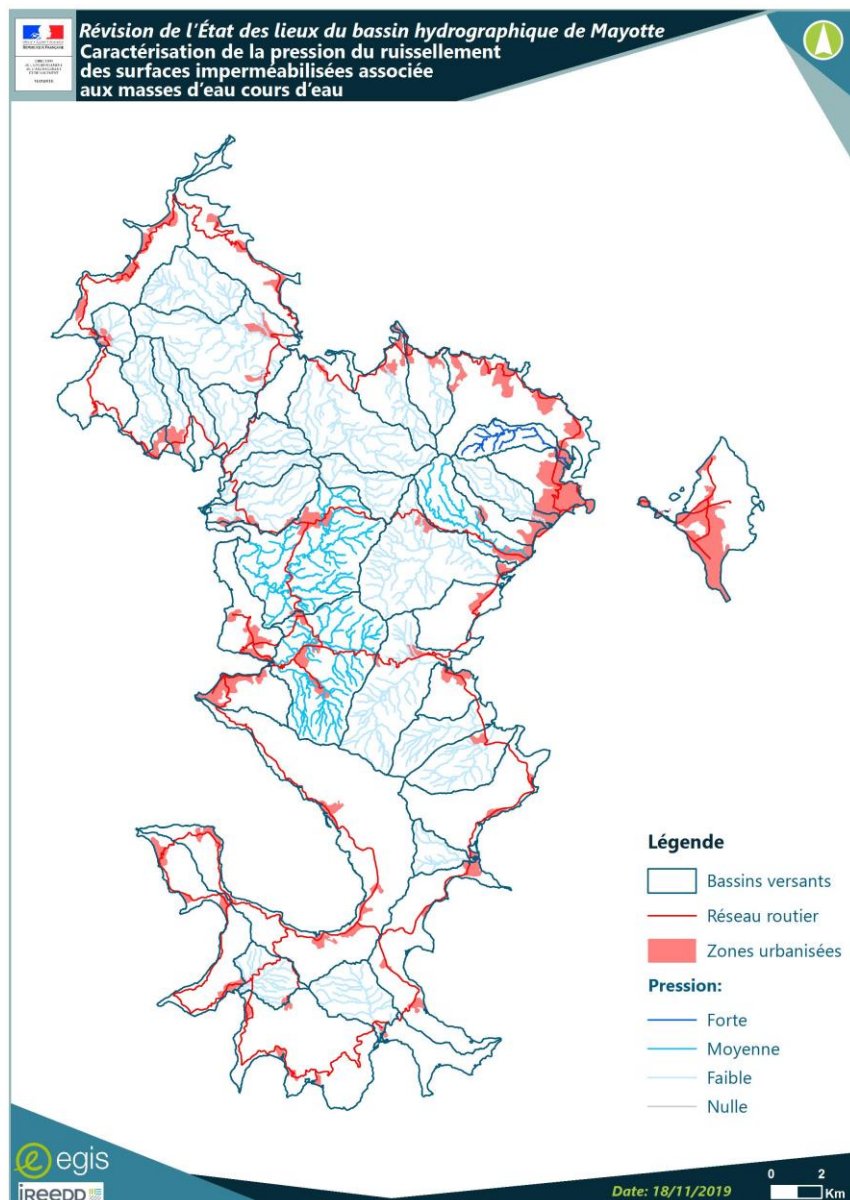 Révision de l'État des lieux du bassin hydrographique de Mayotte
Caractérisation de la pression du ruissellement
des surfaces imperméabilisées associée
aux masses d'eau cours d'eau
MAYOTTE
Légende
Bassins versants
Réseau routier
Zones urbanisées
Pression:
Forte
Moyenne
Faible
Nulle
egis
iREEDD
Date: 18/11/2019
0 2
Km